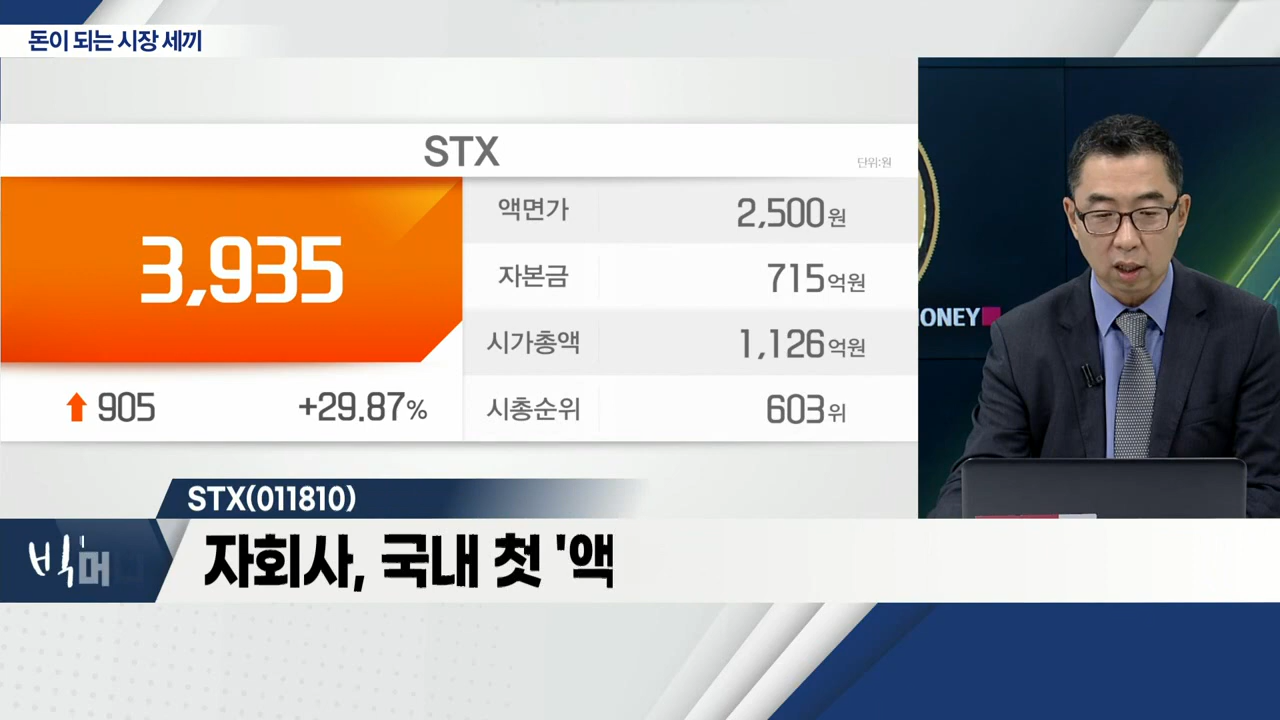 돈이 되는 시장 세끼
STX
단위:원
3,935
905 +29.87%
액면가 2,500원
자본금 715억원
시가총액 1,126억원
시총순위 603위
ONEY
STX(011810)
빅머니
자회사, 국내 첫 '액